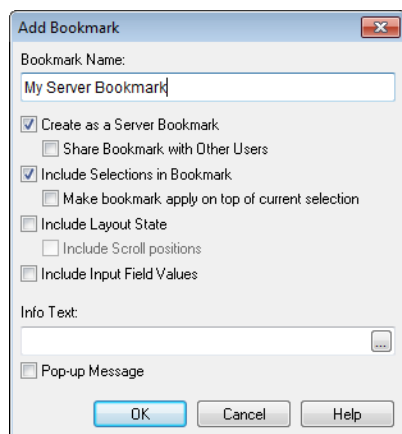 Add Bookmark
Bookmark Name:
My Server Bookmark
Create as a Server Bookmark
Share Bookmark with Other Users
Include Selections in Bookmark
Make bookmark apply on top of current selection
Include Layout State
Include Scroll positions
Include Input Field Values
Info Text:
...
Pop-up Message
OK Cancel Help